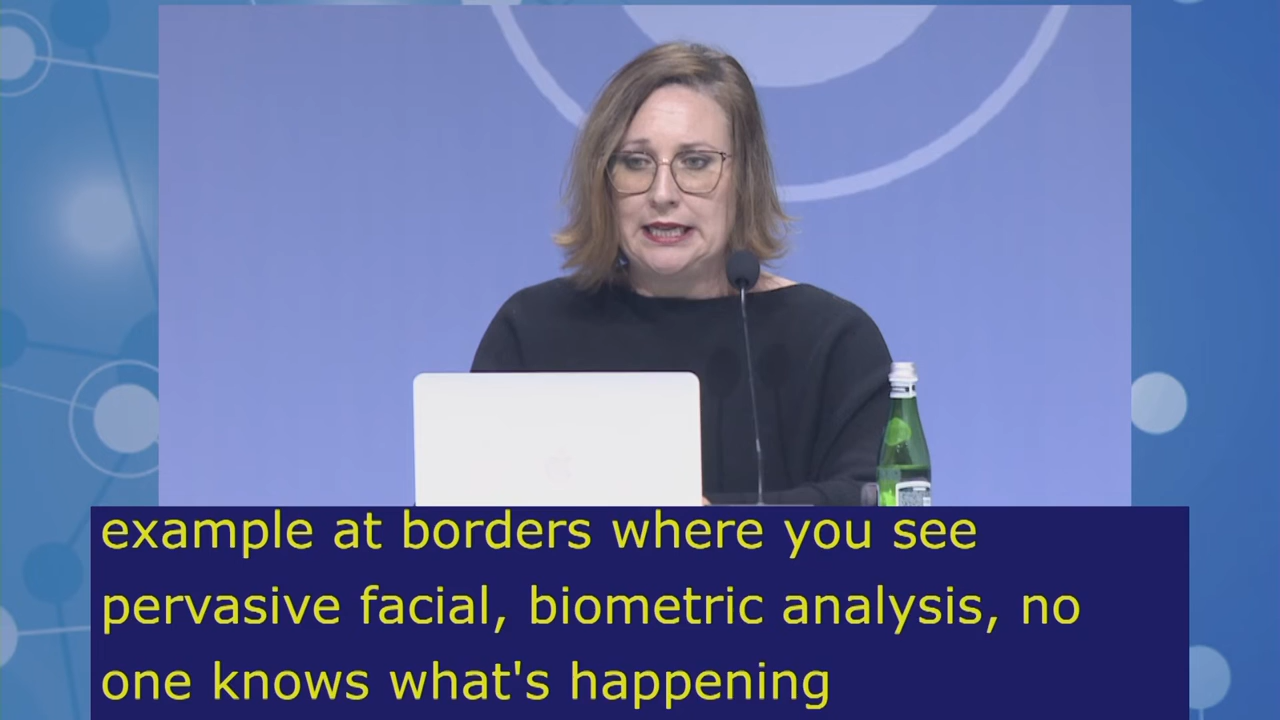 example at borders where you see
pervasive facial, biometric analysis, no
one knows what's happening